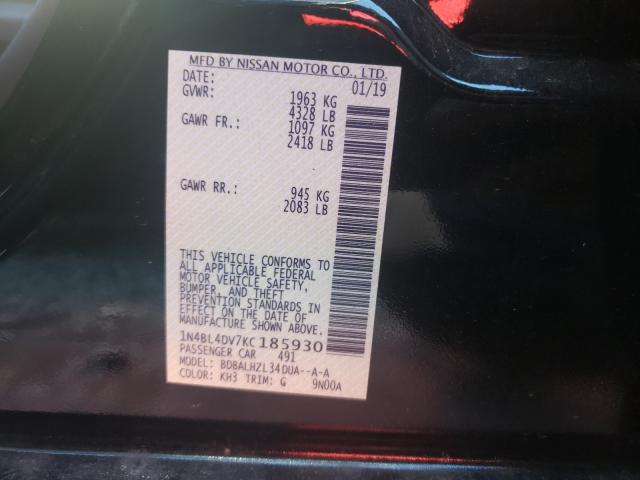 MFD BY NISSAN MOTOR CO., LTD.
DATE: 01/19
GVWR: 1963 KG
4328 LB
GAWR FR.: 1097 KG
2418 LB
GAWR RR.: 945 KG
2083 LB
THIS VEHICLE CONFORMS TO
ALL APPLICABLE FEDERAL
MOTOR VEHICLE SAFETY,
BUMPER, AND THEFT
PREVENTION STANDARDS IN
EFFECT ON THE DATE OF
MANUFACTURE SHOWN ABOVE.
1N4BL4DV7KC185930
PASSENGER CAR 491
MODEL: BDBALHZL34DUA--A-A
COLOR: KH3 TRIM: G 9N00A